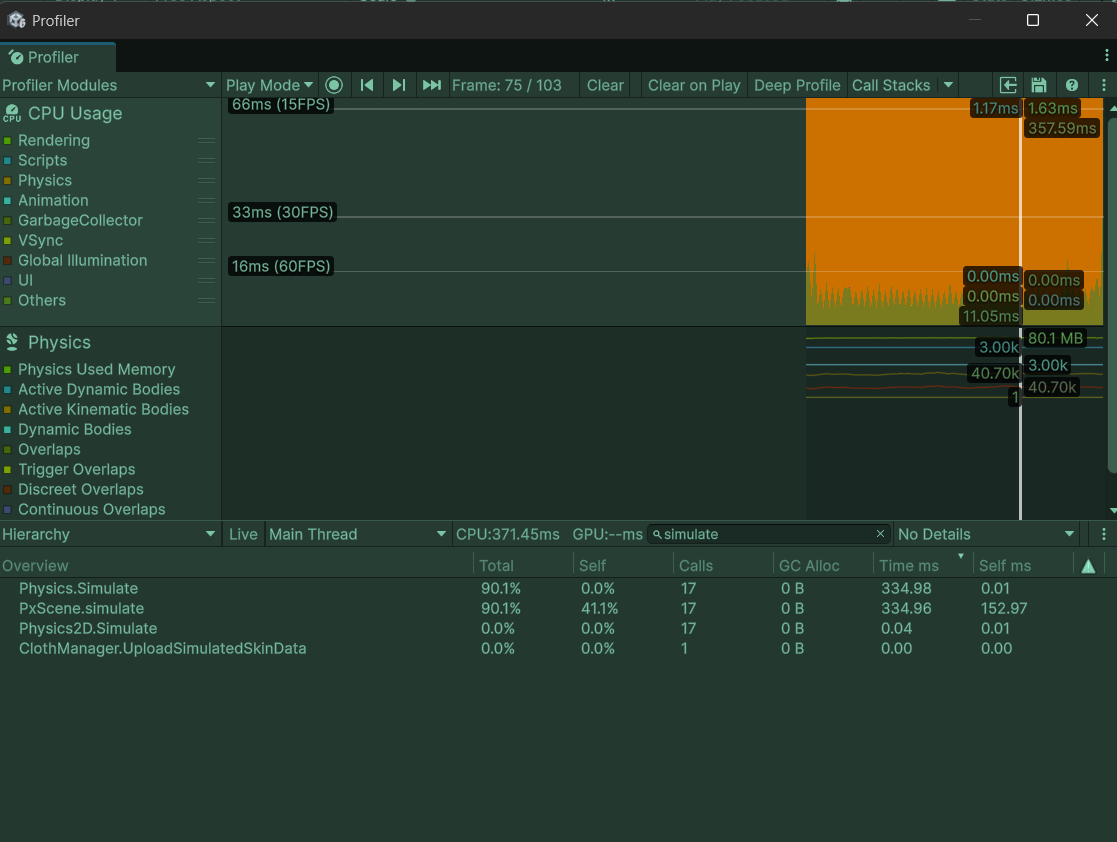 Profiler
Profiler
Profiler Modules Play Mode Frame: 75 / 103 Clear Clear on Play Deep Profile Call Stacks
CPU
CPU Usage
Rendering
Scripts
Physics
Animation
GarbageCollector
VSync
Global Illumination
UI
Others
66ms (15FPS)
33ms (30FPS)
16ms (60FPS)
1.17ms 1.63ms
357.59ms
0.00ms 0.00ms
0.00ms 0.00ms
11.05ms
Physics
Physics Used Memory
Active Dynamic Bodies
Active Kinematic Bodies
Dynamic Bodies
Overlaps
Trigger Overlaps
Discreet Overlaps
Continuous Overlaps
80.1 MB
3.00k
3.00k
40.70k
40.70k
1
Hierarchy Live Main Thread CPU:371.45ms GPU:--ms simulate No Details
Overview Total Self Calls GC Alloc Time ms Self ms
Physics.Simulate 90.1% 0.0% 17 0 B 334.98 0.01
PxScene.simulate 90.1% 41.1% 17 0 B 334.96 152.97
Physics2D.Simulate 0.0% 0.0% 17 0 B 0.04 0.01
ClothManager.UploadSimulatedSkinData 0.0% 0.0% 1 0 B 0.00 0.00